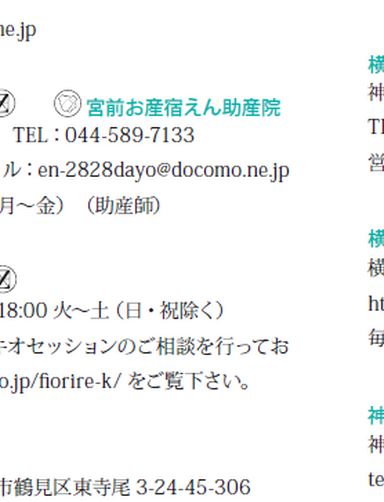 ne.jp
宮前お産宿えん助産院
TEL：044-589-7133
ル：en-2828dayo@docomo.ne.jp
月～金）（助産師）
18:00 火～土（日・祝除く）
オセッションのご相談を行ってお
o.jp/fiorire-k/ をご覧下さい。
市鶴見区東寺尾 3-24-45-306
横
神
営
横
横
ht
毎
神
神
te